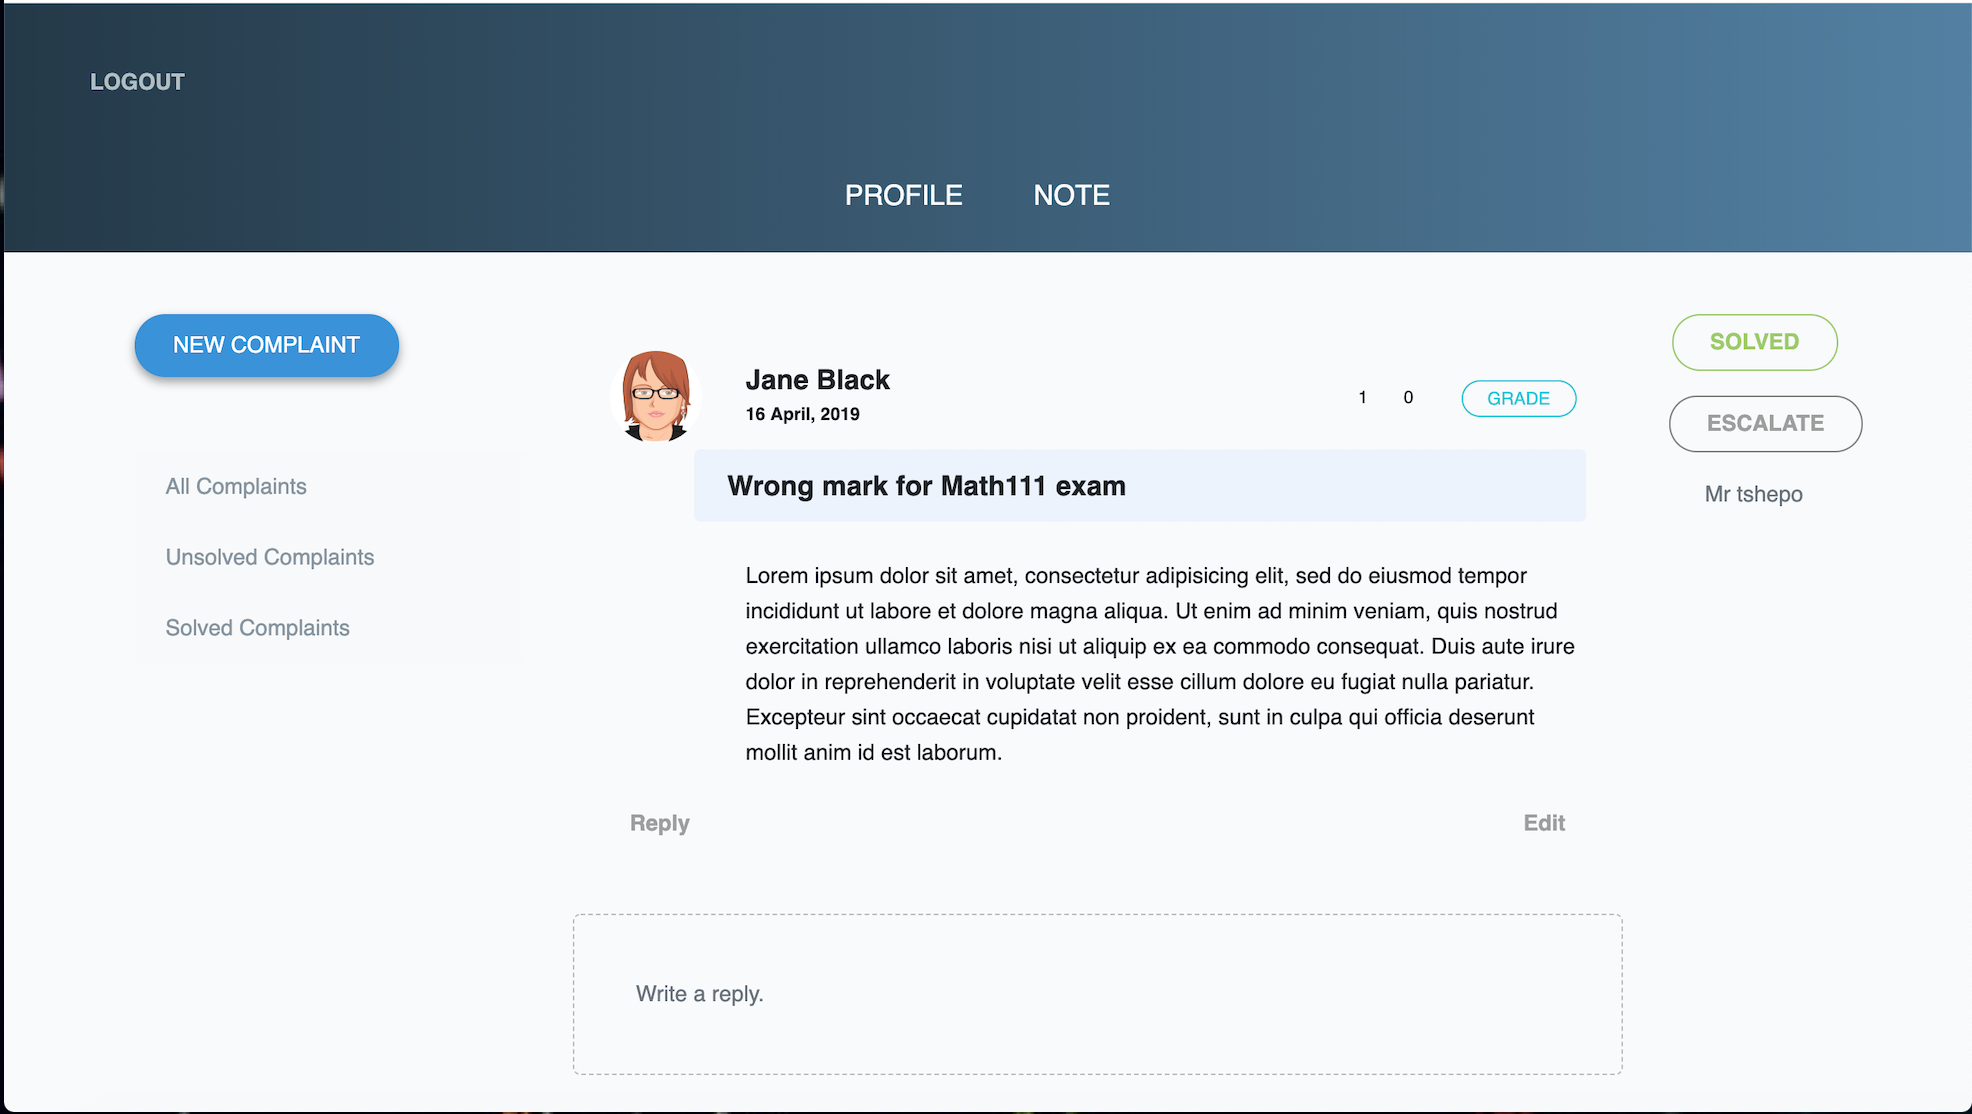 LOGOUT
PROFILE NOTE
NEW COMPLAINT
All Complaints
Unsolved Complaints
Solved Complaints
Jane Black
16 April, 2019
1 0 GRADE
Wrong mark for Math111 exam
Lorem ipsum dolor sit amet, consectetur adipisicing elit, sed do eiusmod tempor
incididunt ut labore et dolore magna aliqua. Ut enim ad minim veniam, quis nostrud
exercitation ullamco laboris nisi ut aliquip ex ea commodo consequat. Duis aute irure
dolor in reprehenderit in voluptate velit esse cillum dolore eu fugiat nulla pariatur.
Excepteur sint occaecat cupidatat non proident, sunt in culpa qui officia deserunt
mollit anim id est laborum.
Reply Edit
Write a reply.
SOLVED
ESCALATE
Mr tshepo